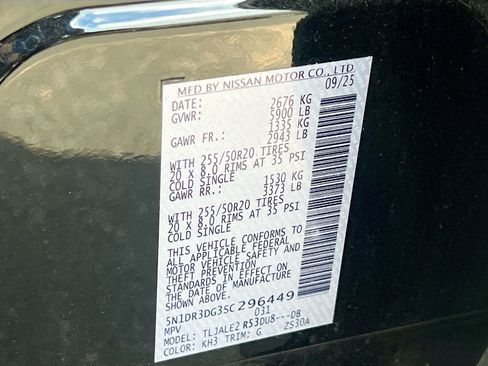 MFD BY NISSAN MOTOR CO., LTD.
DATE: 09/25
GVWR: 2676 KG
5900 LB
GAWR FR.: 1335 KG
2943 LB
WITH 255/50R20 TIRES
20 X 8.0 RIMS AT 35 PSI
COLD SINGLE
GAWR RR.: 1530 KG
3373 LB
WITH 255/50R20 TIRES
20 X 8.0 RIMS AT 35 PSI
COLD SINGLE
THIS VEHICLE CONFORMS TO
ALL APPLICABLE FEDERAL
MOTOR VEHICLE SAFETY AND
THEFT PREVENTION
STANDARDS IN EFFECT ON
THE DATE OF MANUFACTURE
SHOWN ABOVE.
5N1DR3DG3SC296449
MPV 031
MODEL: TLJALE2 R53DU8---DB
COLOR: KH3 TRIM: G ZS30A